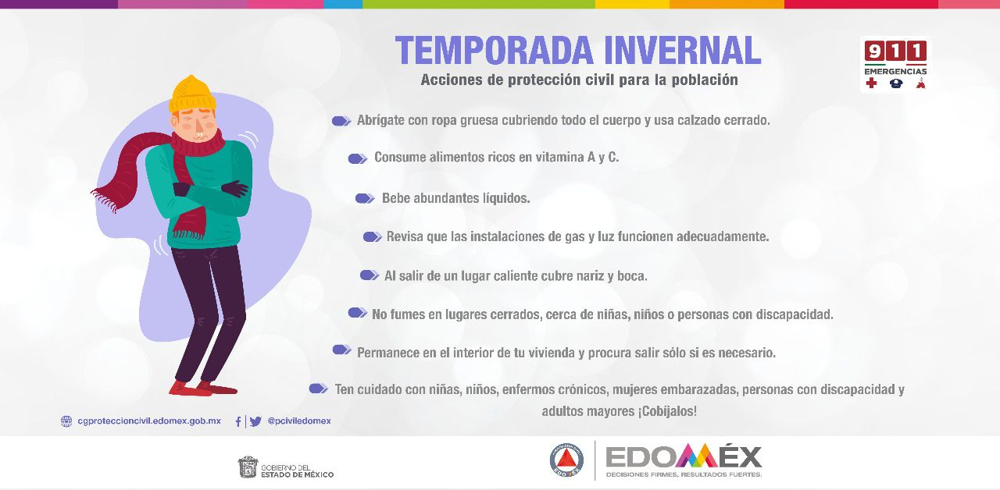 TEMPORADA INVERNAL
Acciones de protección civil para la población
911
EMERGENCIAS
Abrígate con ropa gruesa cubriendo todo el cuerpo y usa calzado cerrado.
Consume alimentos ricos en vitamina A y C.
Bebe abundantes líquidos.
Revisa que las instalaciones de gas y luz funcionen adecuadamente.
Al salir de un lugar caliente cubre nariz y boca.
No fumes en lugares cerrados, cerca de niñas, niños o personas con discapacidad.
Permanece en el interior de tu vivienda y procura salir sólo si es necesario.
Ten cuidado con niñas, niños, enfermos crónicos, mujeres embarazadas, personas con discapacidad y
adultos mayores ¡Cobíjalos!
cgproteccioncivil.edomex.gob.mx
@pciviledomex
GOBIERNO DEL
ESTADO DE MÉXICO
EDOMÉX
EDOMÉX
DECISIONES FIRMES, RESULTADOS FUERTES.